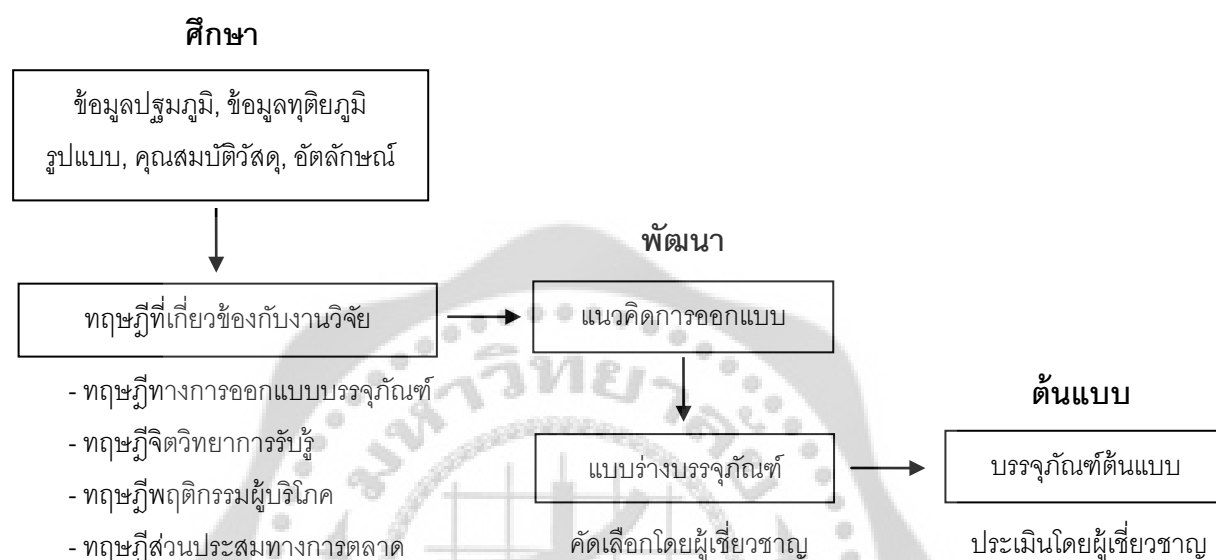 ศึกษา
ข้อมูลปฐมภูมิ, ข้อมูลทุติยภูมิ
รูปแบบ, คุณสมบัติวัสดุ, อัตลักษณ์
ทฤษฎีที่เกี่ยวข้องกับงานวิจัย
- ทฤษฎีทางการออกแบบบรรจุภัณฑ์
- ทฤษฎีจิตวิทยาการรับรู้
- ทฤษฎีพฤติกรรมผู้บริโภค
- ทฤษฎีส่วนประสมทางการตลาด
พัฒนา
แนวคิดการออกแบบ
แบบร่างบรรจุภัณฑ์
คัดเลือกโดยผู้เชี่ยวชาญ
ต้นแบบ
บรรจุภัณฑ์ต้นแบบ
ประเมินโดยผู้เชี่ยวชาญ